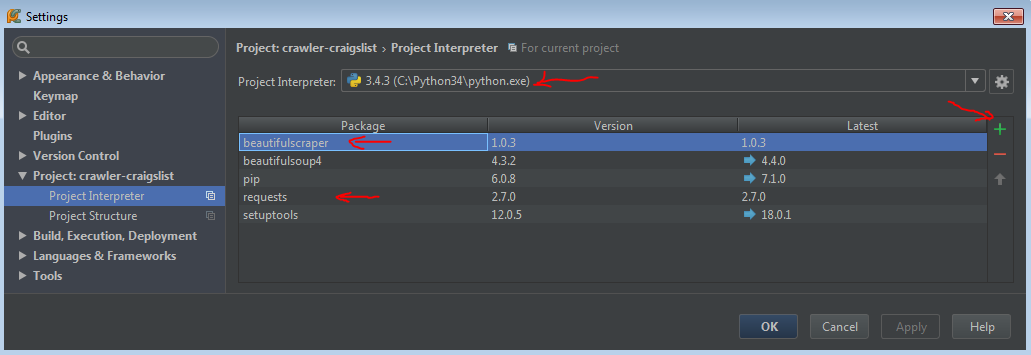 Settings
Project: crawler-craigslist › Project Interpreter For current project
Appearance & Behavior
Keymap
Editor
Plugins
Version Control
Project: crawler-craigslist
Project Interpreter
Project Structure
Build, Execution, Deployment
Languages & Frameworks
Tools
Project Interpreter: 3.4.3 (C:\Python34\python.exe)
Package Version Latest
beautifulscraper 1.0.3 1.0.3
beautifulsoup4 4.3.2 4.4.0
pip 6.0.8 7.1.0
requests 2.7.0 2.7.0
setuptools 12.0.5 18.0.1
OK Cancel Apply Help